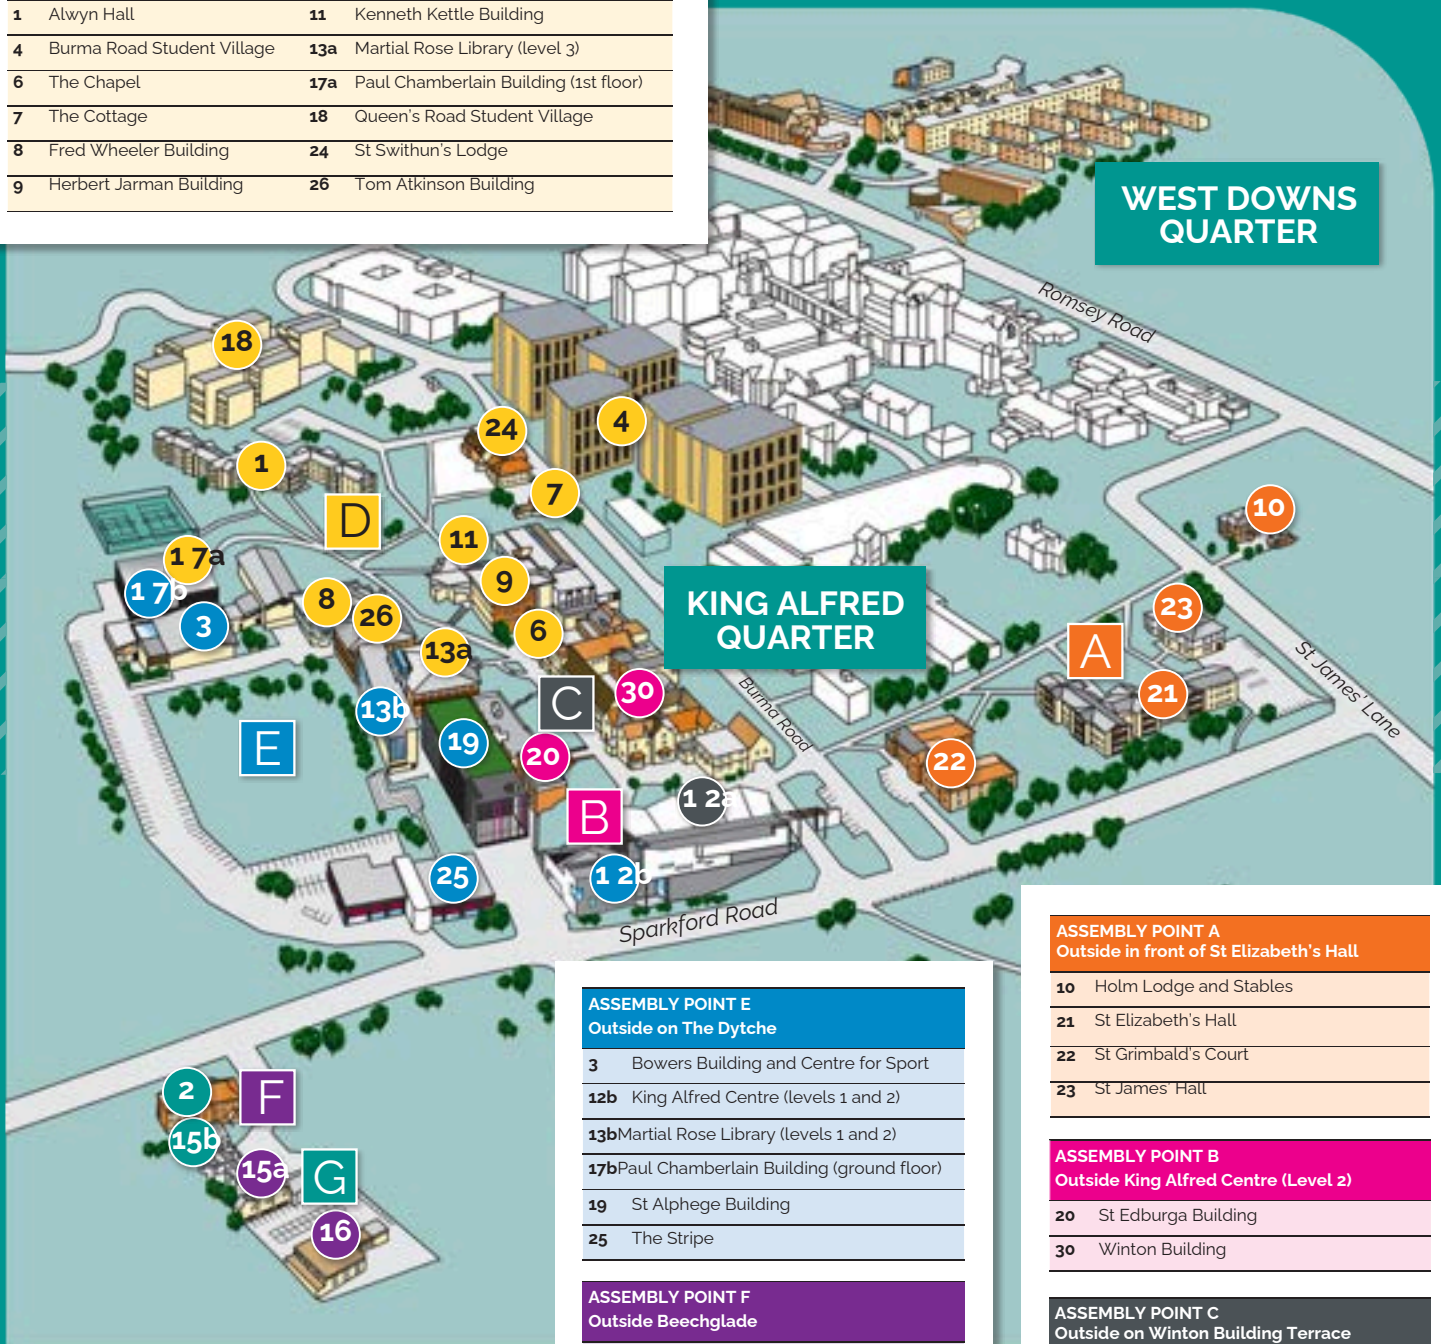 1 Alwyn Hall 11 Kenneth Kettle Building
4 Burma Road Student Village 13a Martial Rose Library (level 3)
6 The Chapel 17a Paul Chamberlain Building (1st floor)
7 The Cottage 18 Queen's Road Student Village
8 Fred Wheeler Building 24 St Swithun's Lodge
9 Herbert Jarman Building 26 Tom Atkinson Building
WEST DOWNS
QUARTER
Romsey Road
18
4
24
1
7
10
D
11
17a
9
17b
8
23
26
3
6
KING ALFRED
QUARTER
13a
A
St James' Lane
30
21
C
13b
Burma Road
19
E
20
22
12a
B
25
12b
Sparkford Road
2
F
15b
15a
G
16
ASSEMBLY POINT E
Outside on The Dytche
3 Bowers Building and Centre for Sport
12b King Alfred Centre (levels 1 and 2)
13b Martial Rose Library (levels 1 and 2)
17b Paul Chamberlain Building (ground floor)
19 St Alphege Building
25 The Stripe
ASSEMBLY POINT F
Outside Beechglade
ASSEMBLY POINT A
Outside in front of St Elizabeth's Hall
10 Holm Lodge and Stables
21 St Elizabeth's Hall
22 St Grimbald's Court
23 St James' Hall
ASSEMBLY POINT B
Outside King Alfred Centre (Level 2)
20 St Edburga Building
30 Winton Building
ASSEMBLY POINT C
Outside on Winton Building Terrace